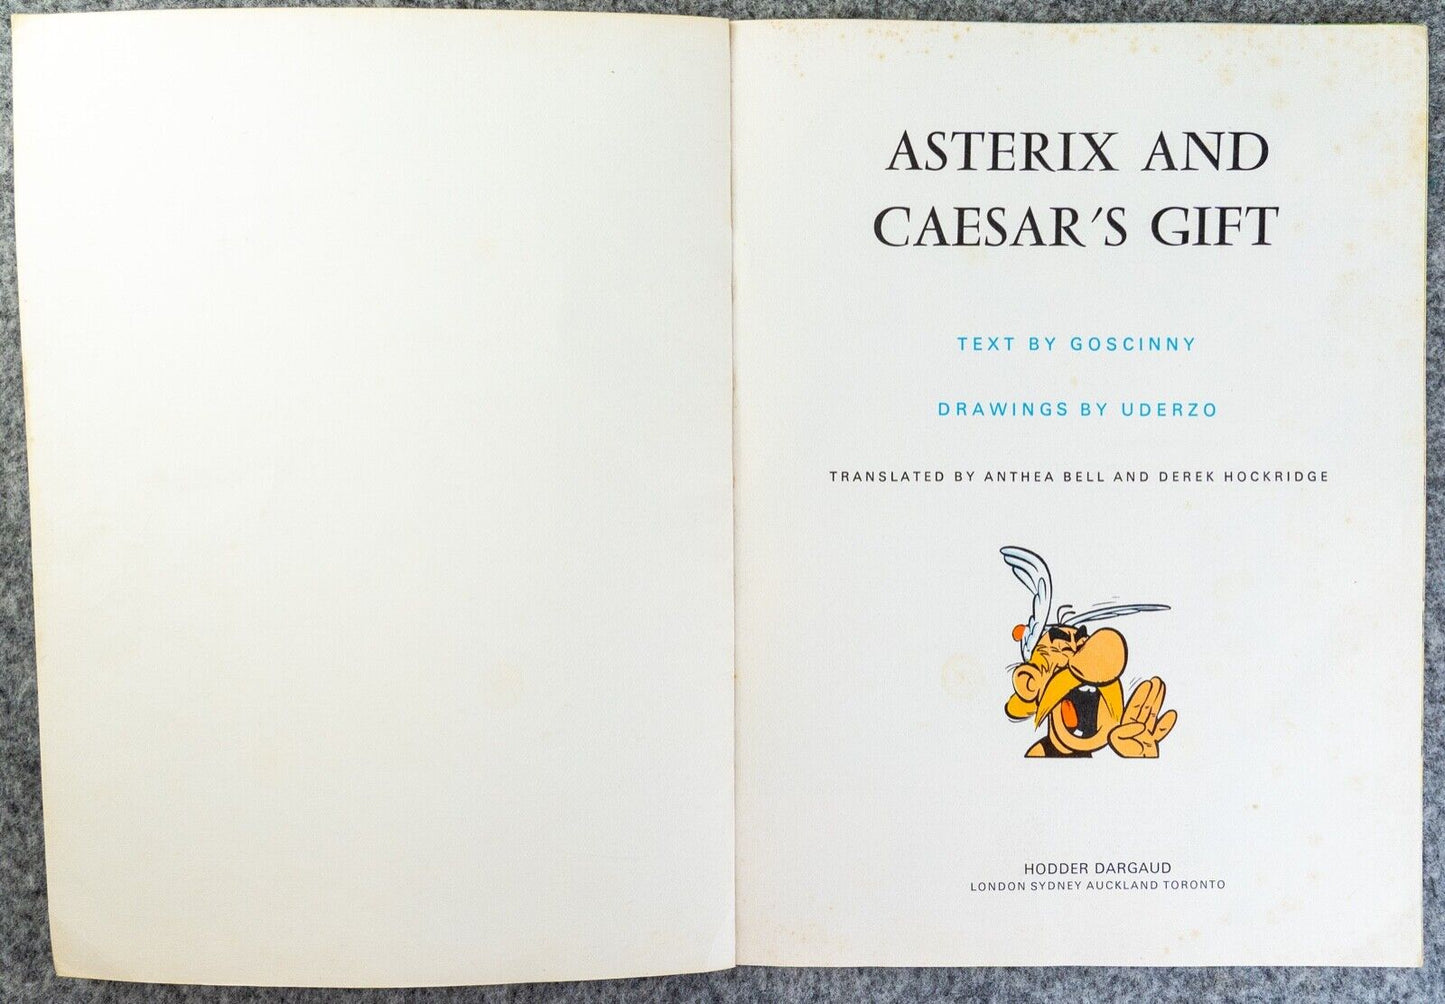 ASTERIX AND
CAESAR'S GIFT
TEXT BY GOSCINNY
DRAWINGS BY UDERZO
TRANSLATED BY ANTHEA BELL AND DEREK HOCKRIDGE
HODDER DARGAUD
LONDON SYDNEY AUCKLAND TORONTO